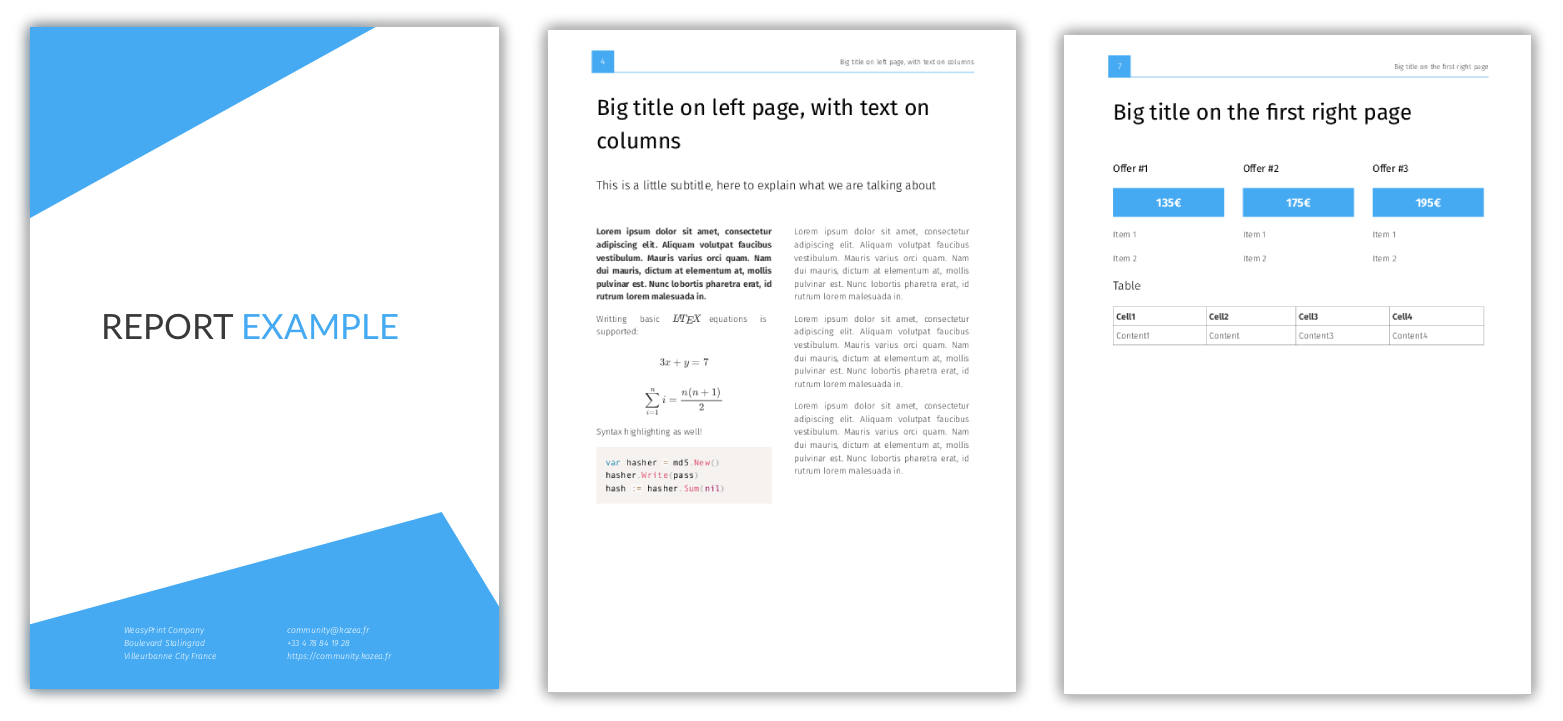 REPORT EXAMPLE
WeasyPrint Company
Boulevard Stalingrad
Villeurbanne City France
community@kozea.fr
+33 4 78 84 19 28
https://community.kozea.fr
4
Big title on left page, with text on columns
Big title on left page, with text on
columns
This is a little subtitle, here to explain what we are talking about
Lorem ipsum dolor sit amet, consectetur
adipiscing elit. Aliquam volutpat faucibus
vestibulum. Mauris varius orci quam. Nam
dui mauris, dictum at elementum at, mollis
pulvinar est. Nunc lobortis pharetra erat, id
rutrum lorem malesuada in.
Writting basic LATEX equations is
supported:
3x + y = 7
∑_{i=1}^{n} i = n(n + 1) / 2
Syntax highlighting as well!
var hasher = md5.New()
hasher.Write(pass)
hash := hasher.Sum(nil)
Lorem ipsum dolor sit amet, consectetur
adipiscing elit. Aliquam volutpat faucibus
vestibulum. Mauris varius orci quam. Nam
dui mauris, dictum at elementum at, mollis
pulvinar est. Nunc lobortis pharetra erat, id
rutrum lorem malesuada in.
Lorem ipsum dolor sit amet, consectetur
adipiscing elit. Aliquam volutpat faucibus
vestibulum. Mauris varius orci quam. Nam
dui mauris, dictum at elementum at, mollis
pulvinar est. Nunc lobortis pharetra erat, id
rutrum lorem malesuada in.
Lorem ipsum dolor sit amet, consectetur
adipiscing elit. Aliquam volutpat faucibus
vestibulum. Mauris varius orci quam. Nam
dui mauris, dictum at elementum at, mollis
pulvinar est. Nunc lobortis pharetra erat, id
rutrum lorem malesuada in.
7
Big title on the first right page
Big title on the first right page
Offer #1 Offer #2 Offer #3
135€ 175€ 195€
Item 1 Item 1 Item 1
Item 2 Item 2 Item 2
Table
Cell1 Cell2 Cell3 Cell4
Content1 Content Content3 Content4